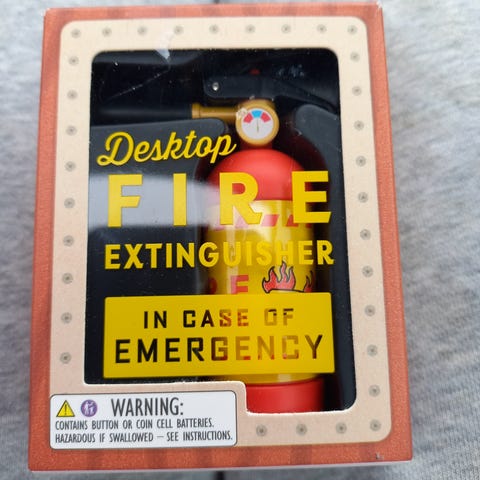 Desktop
FIRE
EXTINGUISHER
IN CASE OF
EMERGENCY
WARNING:
CONTAINS BUTTON OR COIN CELL BATTERIES.
HAZARDOUS IF SWALLOWED – SEE INSTRUCTIONS.